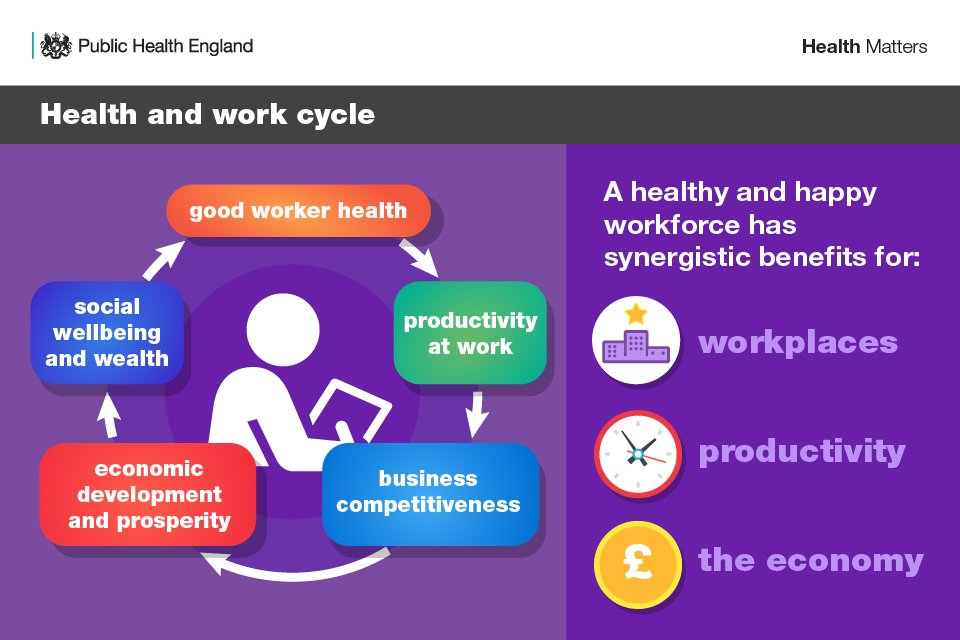 Public Health England
Health Matters
Health and work cycle
good worker health
productivity
at work
business
competitiveness
economic
development
and prosperity
social
wellbeing
and wealth
A healthy and happy
workforce has
synergistic benefits for:
workplaces
productivity
£
the economy